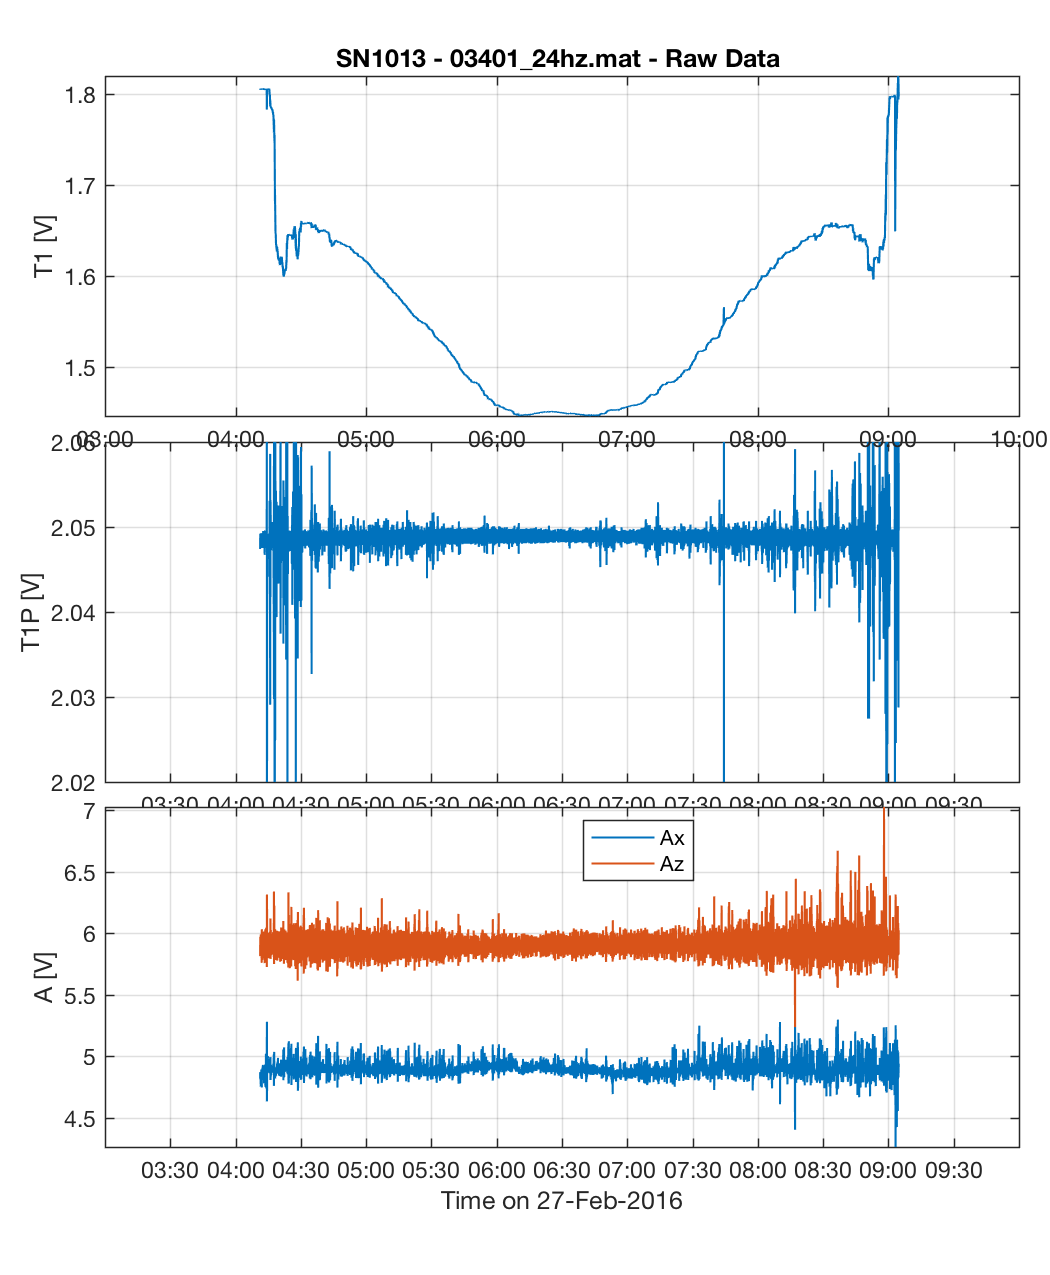 SN1013 - 03401_24hz.mat - Raw Data
1.8
1.7
1.6
1.5
T1 [V]
03:00 04:00 05:00 06:00 07:00 08:00 09:00 10:00
2.06
2.05
2.04
2.03
2.02
T1P [V]
03:30 04:00 04:30 05:00 05:30 06:00 06:30 07:00 07:30 08:00 08:30 09:00 09:30
7
6.5
6
5.5
5
4.5
A [V]
Ax
Az
03:30 04:00 04:30 05:00 05:30 06:00 06:30 07:00 07:30 08:00 08:30 09:00 09:30
Time on 27-Feb-2016